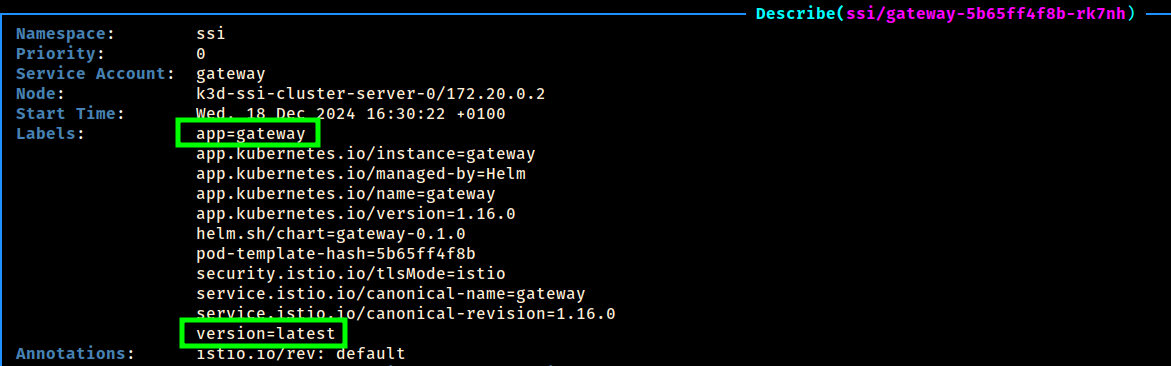 Describe(ssi/gateway-5b65ff4f8b-rk7nh)
Namespace: ssi
Priority: 0
Service Account: gateway
Node: k3d-ssi-cluster-server-0/172.20.0.2
Start Time: Wed, 18 Dec 2024 16:30:22 +0100
Labels: app=gateway
app.kubernetes.io/instance=gateway
app.kubernetes.io/managed-by=Helm
app.kubernetes.io/name=gateway
app.kubernetes.io/version=1.16.0
helm.sh/chart=gateway-0.1.0
pod-template-hash=5b65ff4f8b
security.istio.io/tlsMode=istio
service.istio.io/canonical-name=gateway
service.istio.io/canonical-revision=1.16.0
version=latest
Annotations: istio.io/rev: default